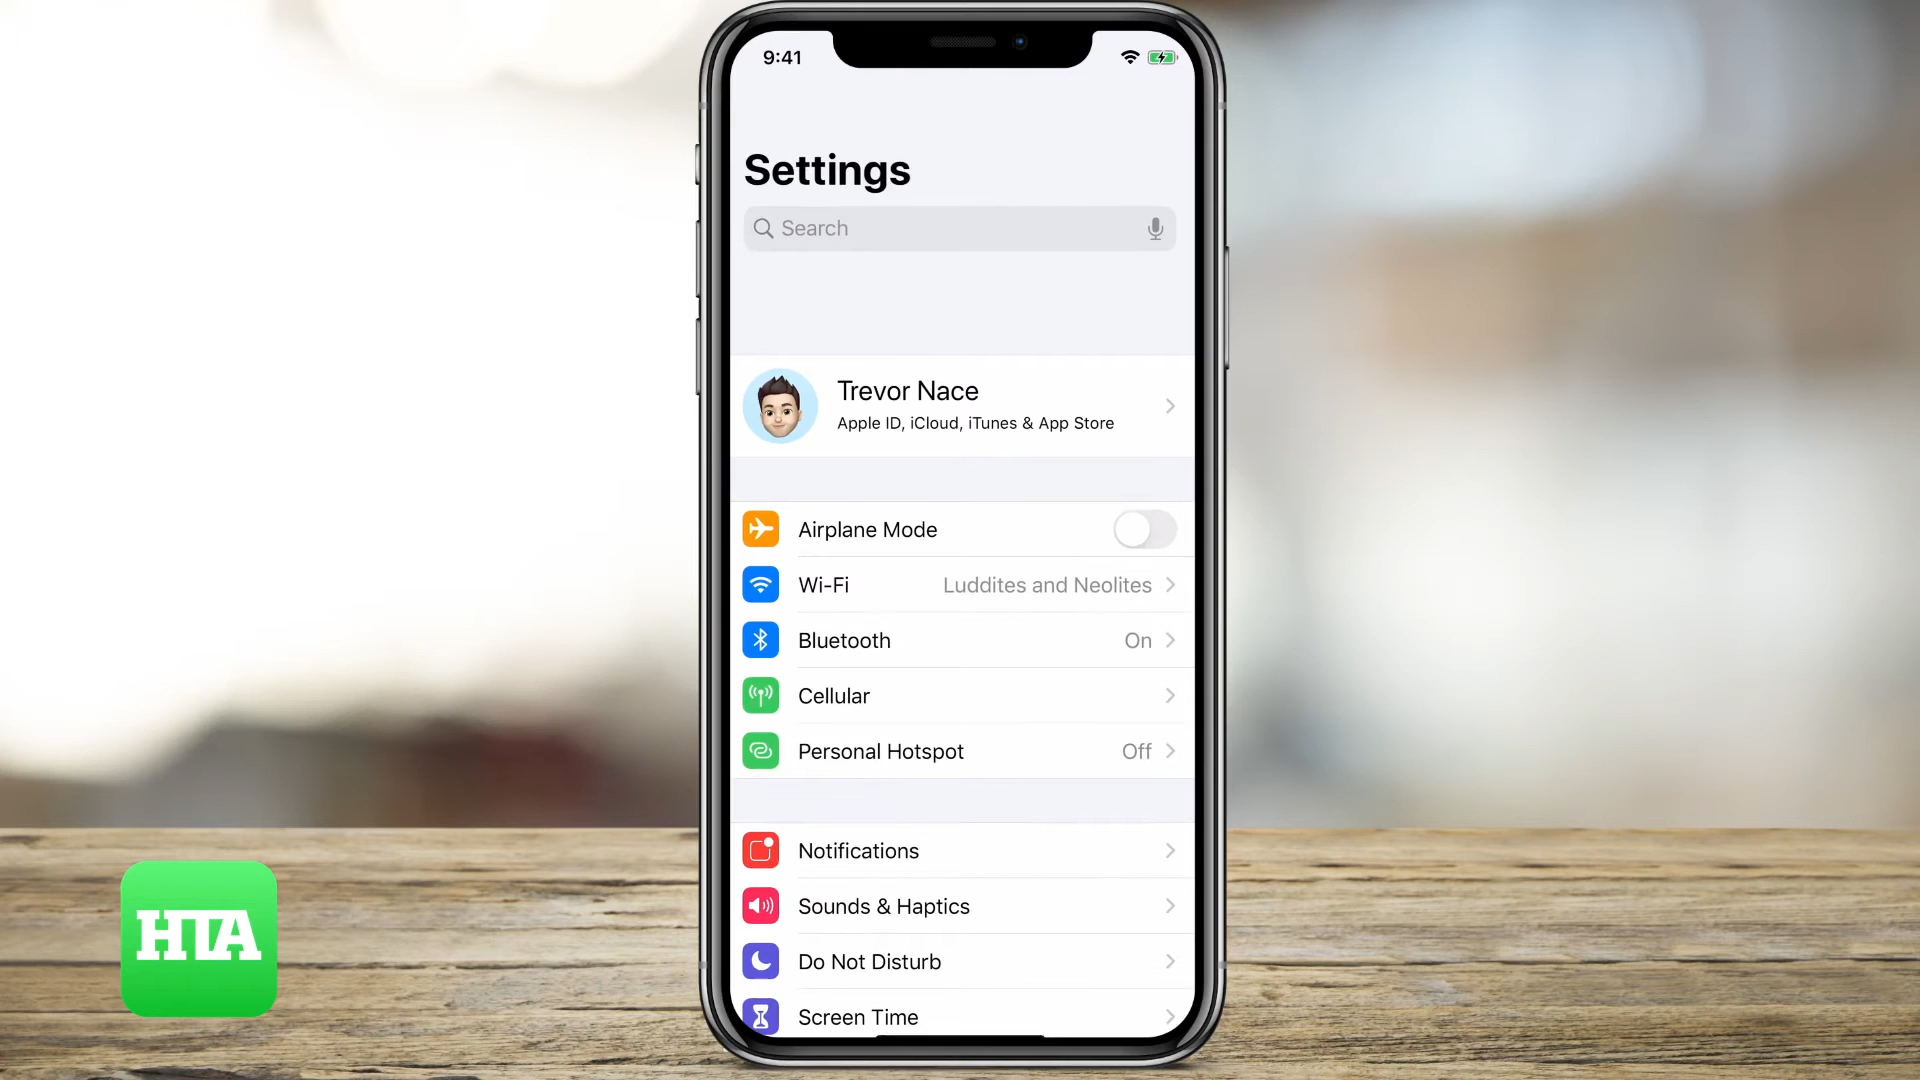 9:41
Settings
Search
Trevor Nace
Apple ID, iCloud, iTunes & App Store
Airplane Mode
Wi-Fi Luddites and Neolites
Bluetooth On
Cellular
Personal Hotspot Off
Notifications
Sounds & Haptics
Do Not Disturb
Screen Time
HTA